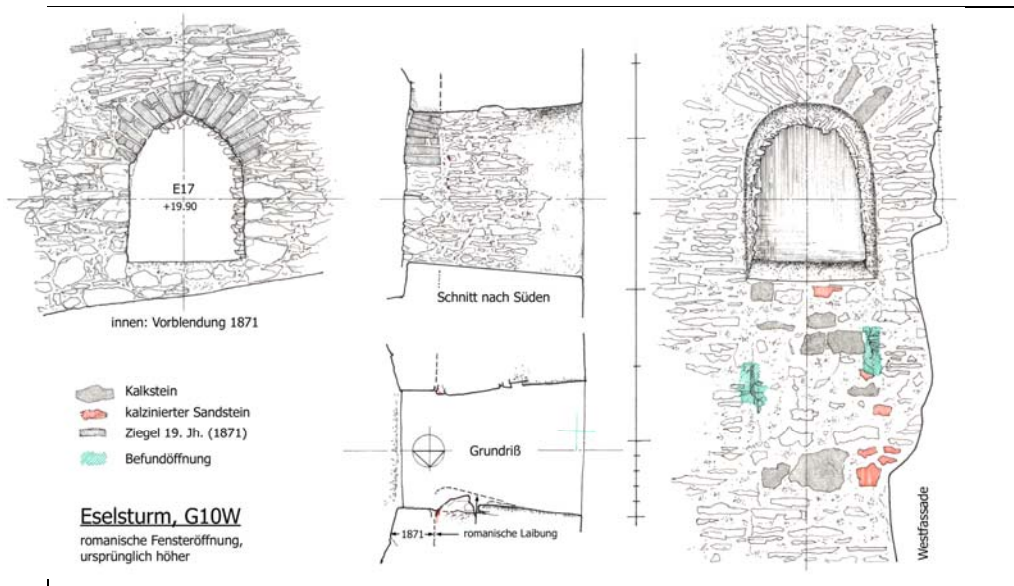 E17
+19.90
innen: Vorblendung 1871
Kalkstein
kalzinierter Sandstein
Ziegel 19. Jh. (1871)
Befundöffnung
Eselsturm, G10W
romanische Fensteröffnung,
ursprünglich höher
Schnitt nach Süden
Grundriß
1871
romanische Laibung
Westfassade